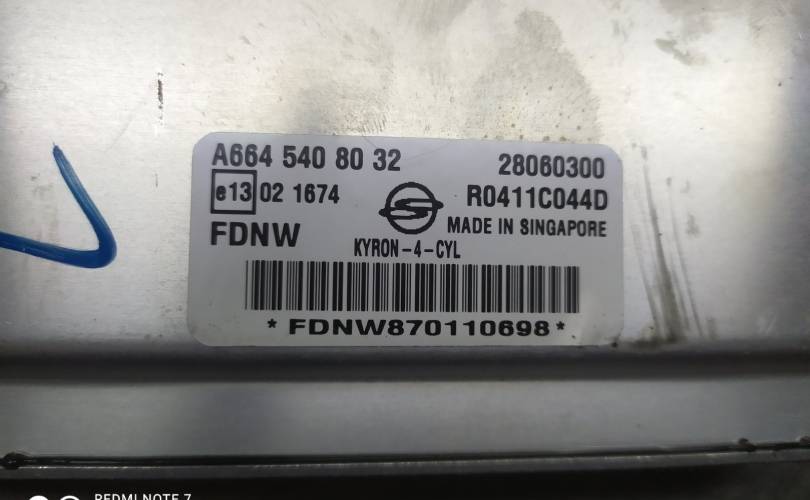 A664 540 80 32 28060300
e13 02 1674 R0411C044D
FDNW MADE IN SINGAPORE
KYRON-4-CYL
* FDNW870110698 *
REDMI NOTE 7